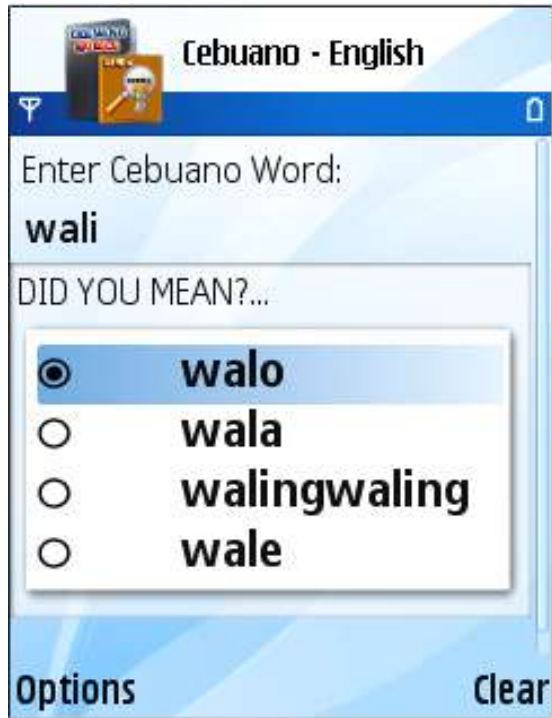 Cebuano - English
Enter Cebuano Word:
wali
DID YOU MEAN?...
walo
wala
walingwaling
wale
Options Clear